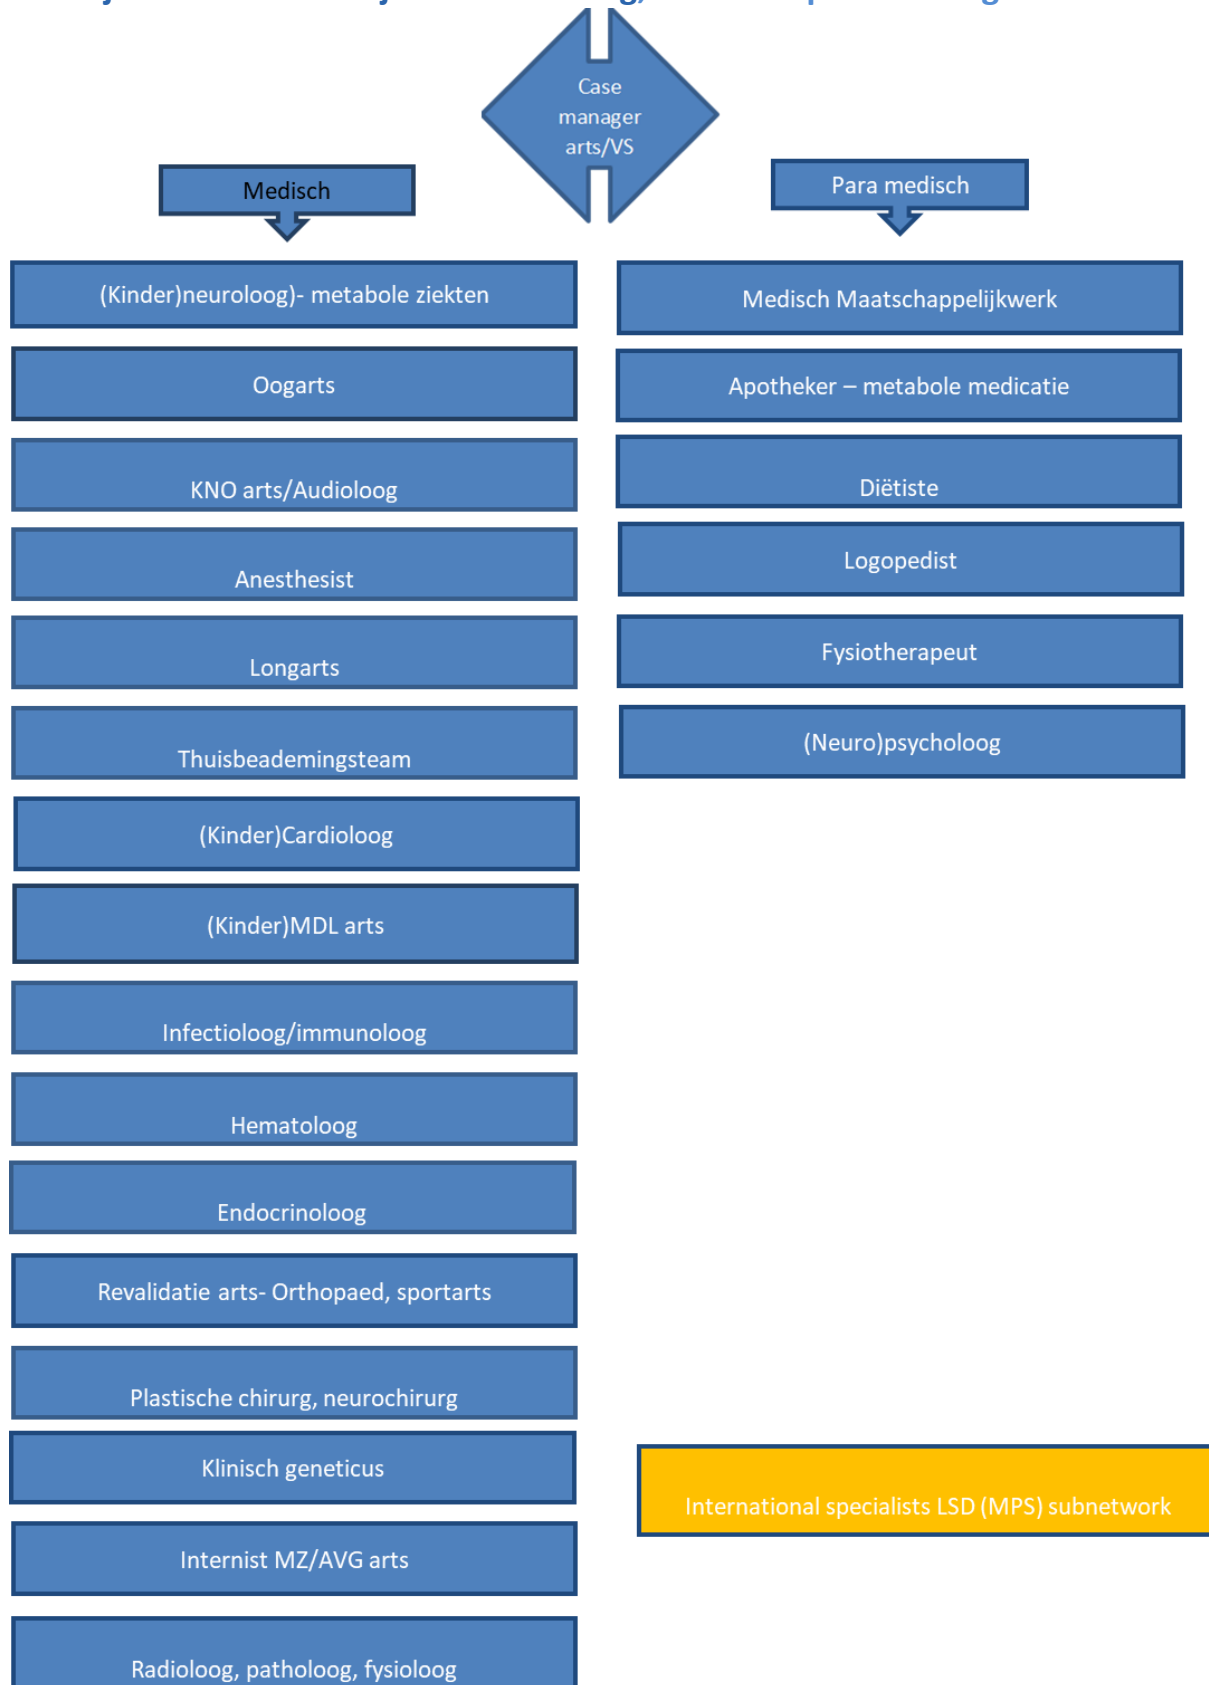 Case
manager
arts/VS
Medisch
Para medisch
(Kinder)neuroloog)- metabole ziekten
Oogarts
KNO arts/Audioloog
Anesthesist
Longarts
Thuisbeademingsteam
(Kinder)Cardioloog
(Kinder)MDL arts
Infectioloog/immunoloog
Hematoloog
Endocrinoloog
Revalidatie arts- Orthopaed, sportarts
Plastische chirurg, neurochirurg
Klinisch geneticus
Internist MZ/AVG arts
Radioloog, patholoog, fysioloog
Medisch Maatschappelijkwerk
Apotheker – metabole medicatie
Diëtiste
Logopedist
Fysiotherapeut
(Neuro)psycholoog
International specialists LSD (MPS) subnetwork